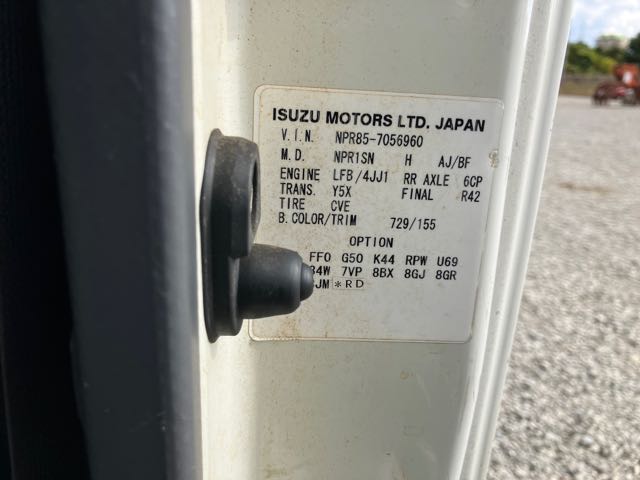 ISUZU MOTORS LTD. JAPAN
V.I.N. NPR85-7056960
M.D. NPR1SN H AJ/BF
ENGINE LFB/4JJ1 RR AXLE 6CP
TRANS. Y5X FINAL R42
TIRE CVE
B.COLOR/TRIM 729/155
OPTION
FF0 G50 K44 RPW U69
7VP 8BX 8GJ 8GR
*RD